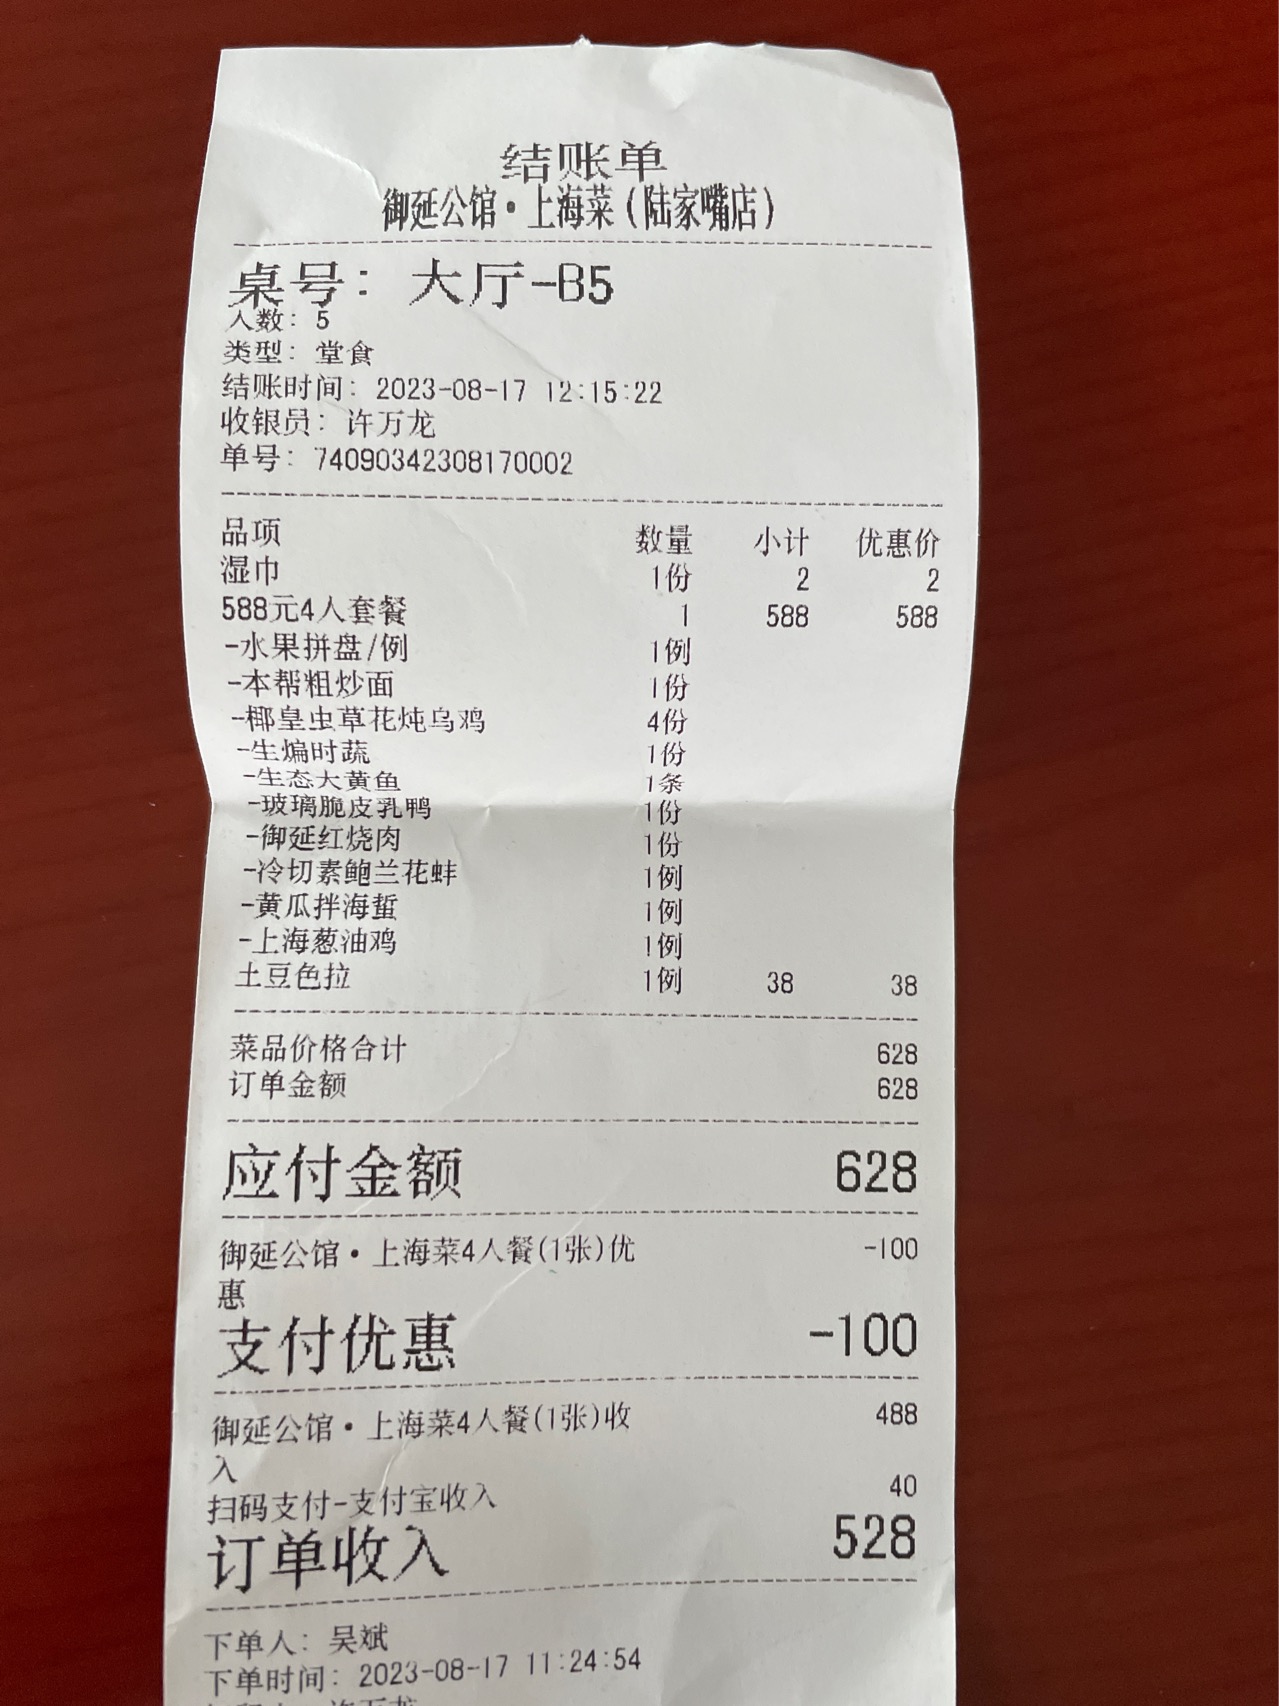 结账单
御延公馆·上海菜(陆家嘴店)
桌号: 大厅-B5
人数: 5
类型: 堂食
结账时间: 2023-08-17 12:15:22
收银员: 许万龙
单号: 74090342308170002
品项 数量 小计 优惠价
湿巾 1份 2 2
588元4人套餐 1 588 588
-水果拼盘/例 1例
-本帮粗炒面 1份
-椰皇虫草花炖乌鸡 4份
-生煸时蔬 1份
-生态大黄鱼 1条
-玻璃脆皮乳鸭 1份
-御延红烧肉 1份
-冷切素鲍兰花蚌 1例
-黄瓜拌海蜇 1例
-上海葱油鸡 1例
土豆色拉 1例 38 38
菜品价格合计 628
订单金额 628
应付金额 628
御延公馆·上海菜4人餐(1张)优 -100
惠
支付优惠 -100
御延公馆·上海菜4人餐(1张)收 488
入
扫码支付-支付宝收入 40
订单收入 528
下单人: 吴斌
下单时间: 2023-08-17 11:24:54